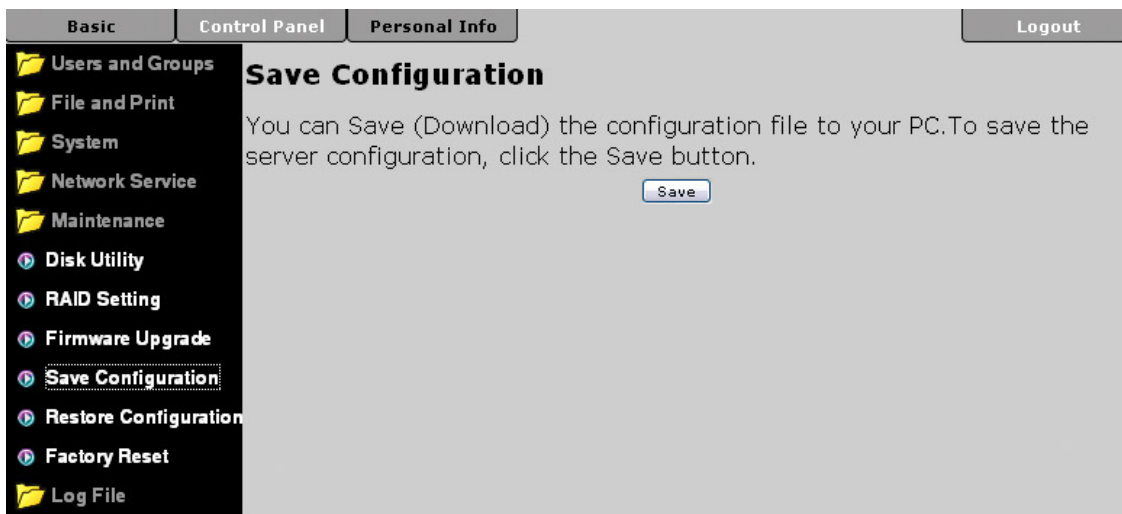 Basic
Control Panel
Personal Info
Logout
Users and Groups
File and Print
System
Network Service
Maintenance
Disk Utility
RAID Setting
Firmware Upgrade
Save Configuration
Restore Configuration
Factory Reset
Log File
Save Configuration
You can Save (Download) the configuration file to your PC.To save the
server configuration, click the Save button.
Save